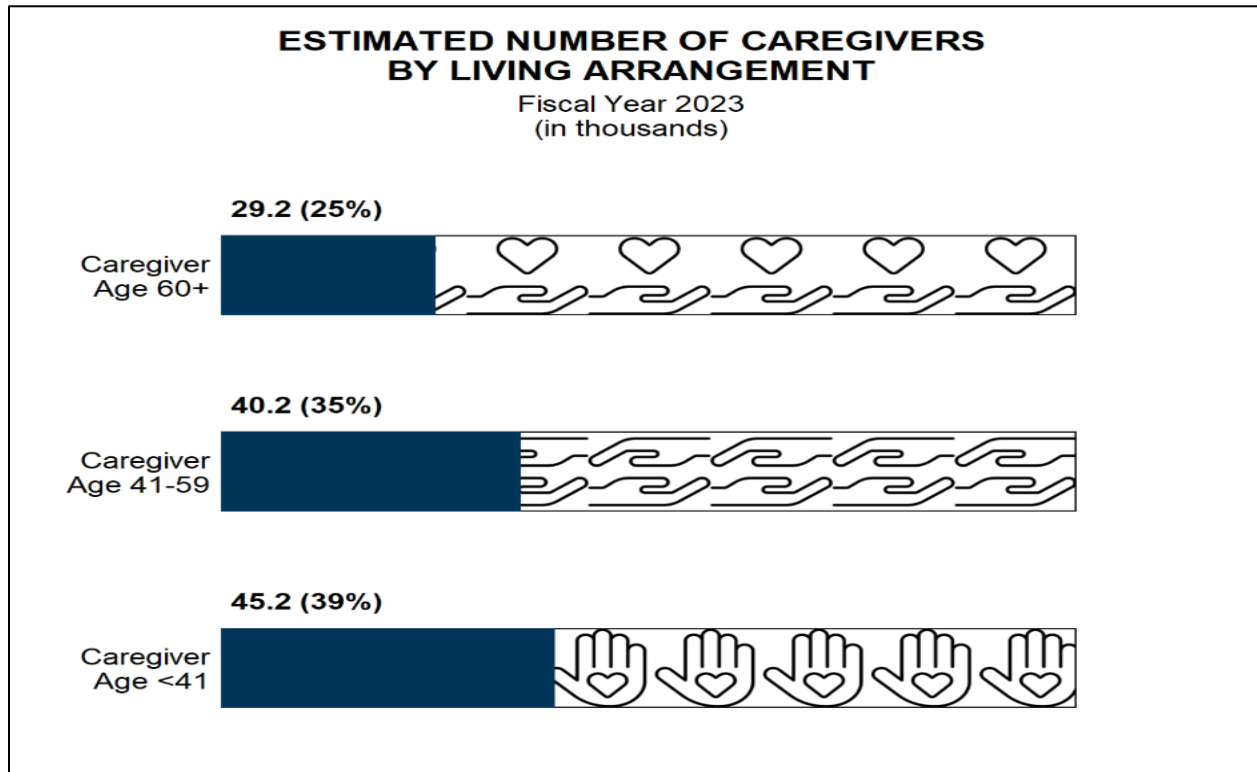 ESTIMATED NUMBER OF CAREGIVERS
BY LIVING ARRANGEMENT
Fiscal Year 2023
(in thousands)
29.2 (25%)
Caregiver
Age 60+
40.2 (35%)
Caregiver
Age 41-59
45.2 (39%)
Caregiver
Age <41